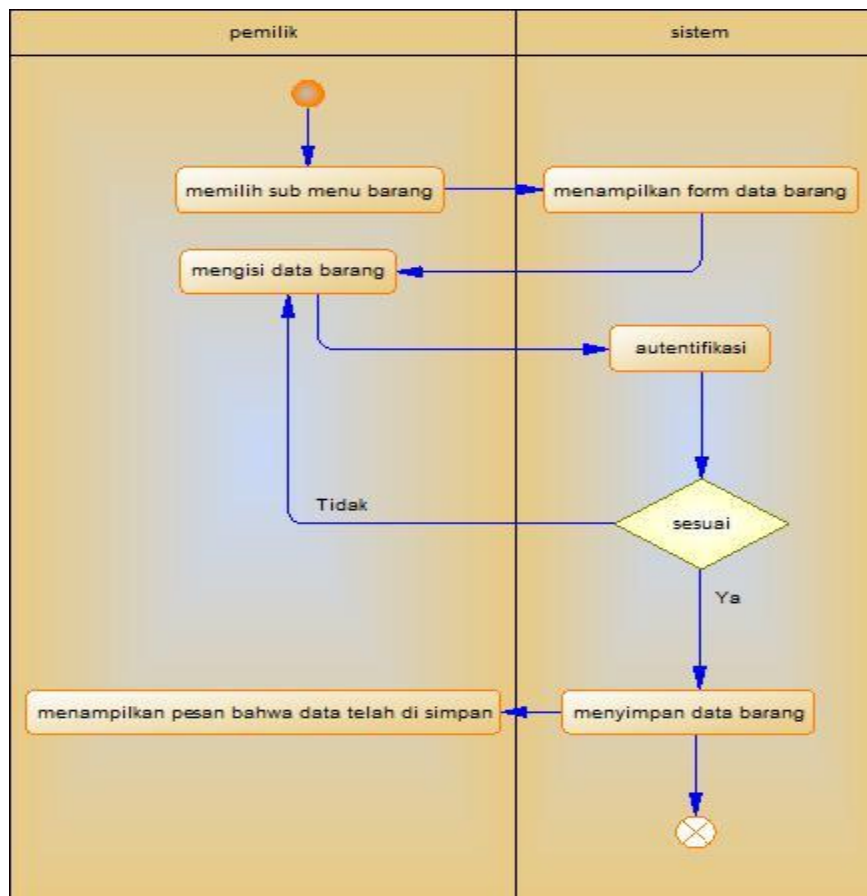 pemilik
sistem
memilih sub menu barang
menampilkan form data barang
mengisi data barang
autentifikasi
Tidak
sesuai
Ya
menampilkan pesan bahwa data telah di simpan
menyimpan data barang